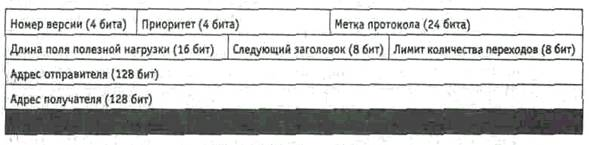 Номер версии (4 бита) Приоритет (4 бита) Метка протокола (24 бита)
Длина поля полезной нагрузки (16 бит) Следующий заголовок (8 бит) Лимит количества переходов (8 бит)
Адрес отправителя (128 бит)
Адрес получателя (128 бит)